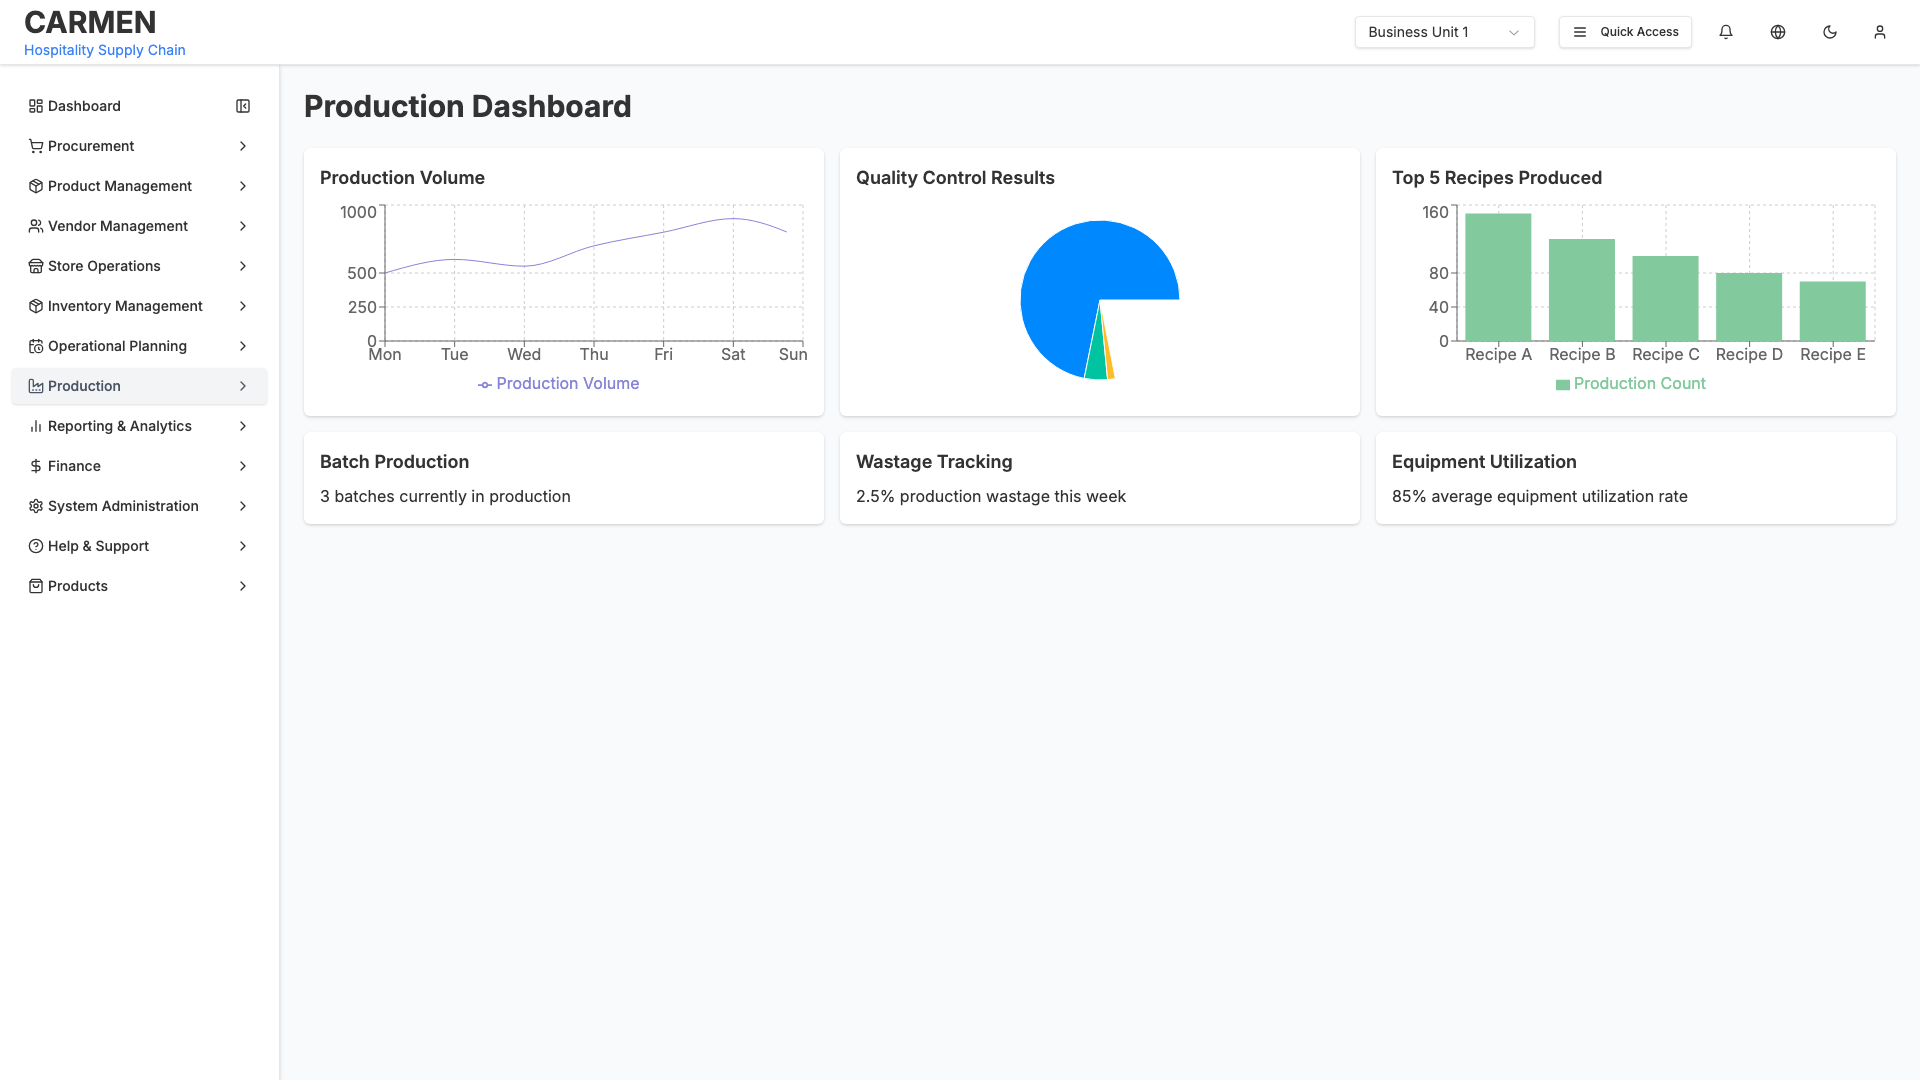 CARMEN
Hospitality Supply Chain
Business Unit 1
Quick Access
Dashboard
Procurement
Product Management
Vendor Management
Store Operations
Inventory Management
Operational Planning
Production
Reporting & Analytics
Finance
System Administration
Help & Support
Products
Production Dashboard
Production Volume
1000
500
250
0
Mon Tue Wed Thu Fri Sat Sun
Production Volume
Quality Control Results
Top 5 Recipes Produced
160
80
40
0
Recipe A Recipe B Recipe C Recipe D Recipe E
Production Count
Batch Production
3 batches currently in production
Wastage Tracking
2.5% production wastage this week
Equipment Utilization
85% average equipment utilization rate